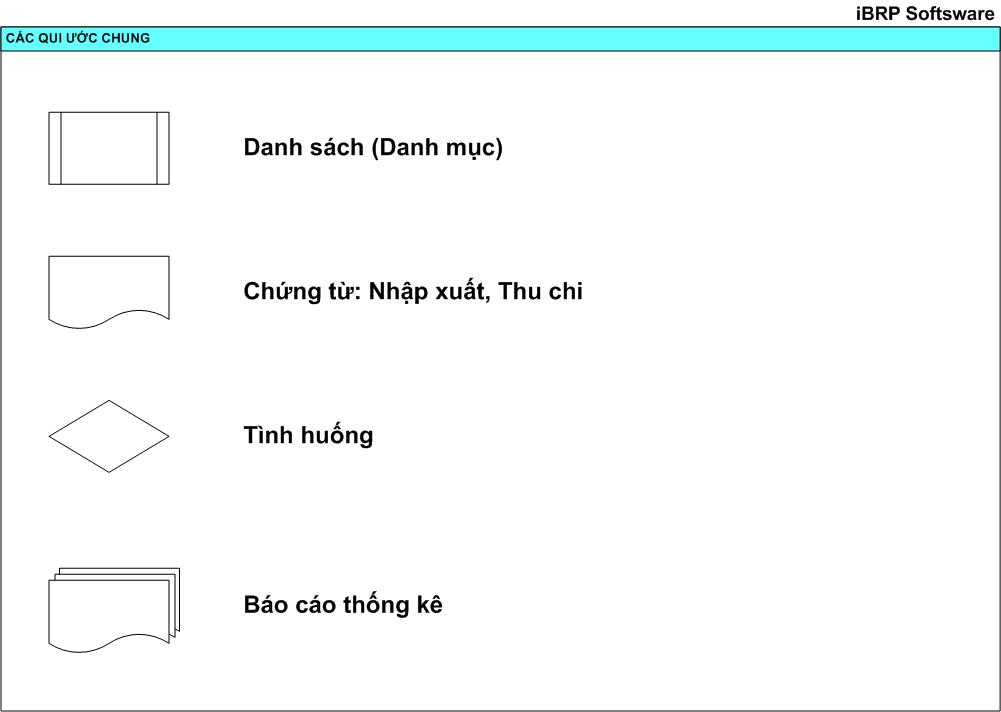 iBRP Softsware
CÁC QUI ƯỚC CHUNG
Danh sách (Danh mục)
Chứng từ: Nhập xuất, Thu chi
Tình huống
Báo cáo thống kê